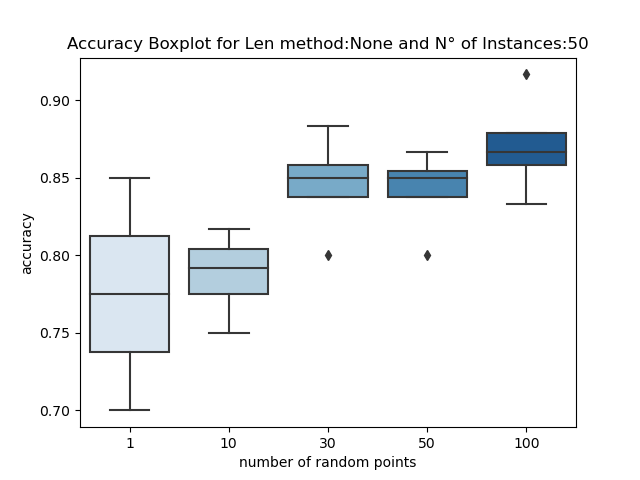 Accuracy Boxplot for Len method:None and N° of Instances:50
0.90
0.85
0.80
0.75
0.70
accuracy
1 10 30 50 100
number of random points